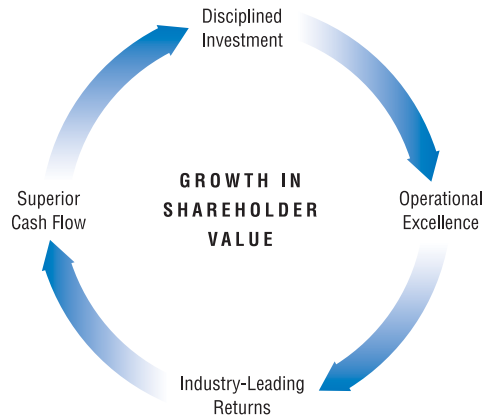 Disciplined
Investment
GROWTH IN
SHAREHOLDER
VALUE
Operational
Excellence
Industry-Leading
Returns
Superior
Cash Flow